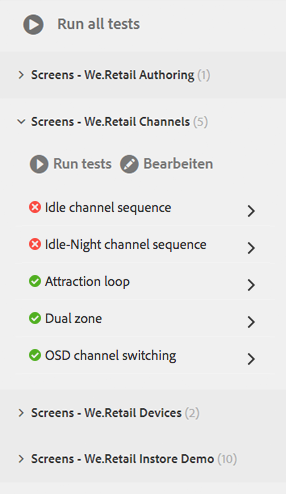 Run all tests
Screens - We.Retail Authoring (1)
Screens - We.Retail Channels (5)
Run tests Bearbeiten
Idle channel sequence
Idle-Night channel sequence
Attraction loop
Dual zone
OSD channel switching
Screens - We.Retail Devices (2)
Screens - We.Retail Instore Demo (10)